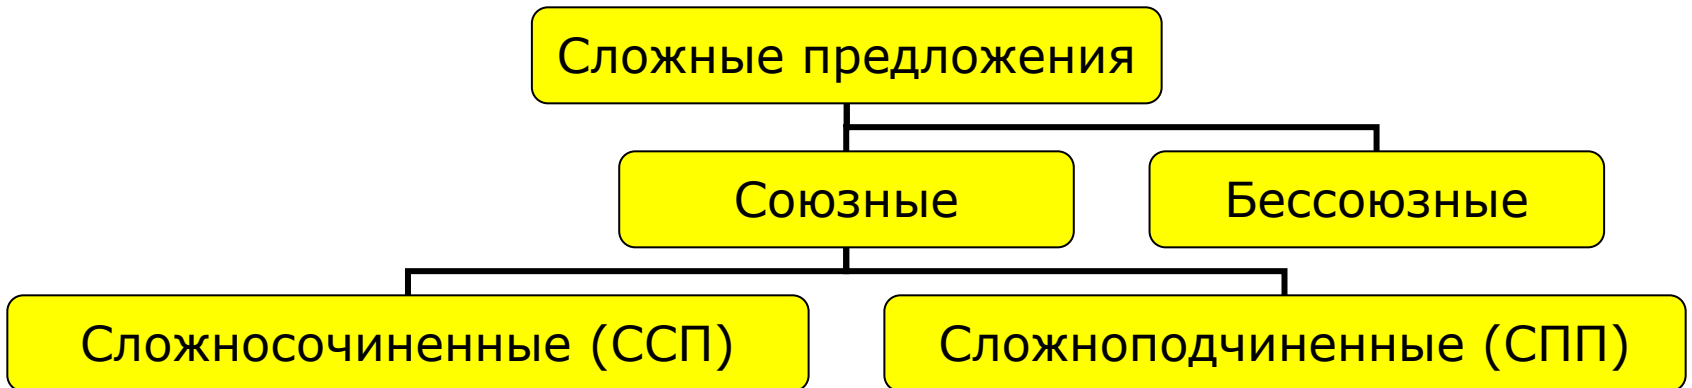 Сложные предложения
Союзные
Бессоюзные
Сложносочиненные (ССП)
Сложноподчиненные (СПП)